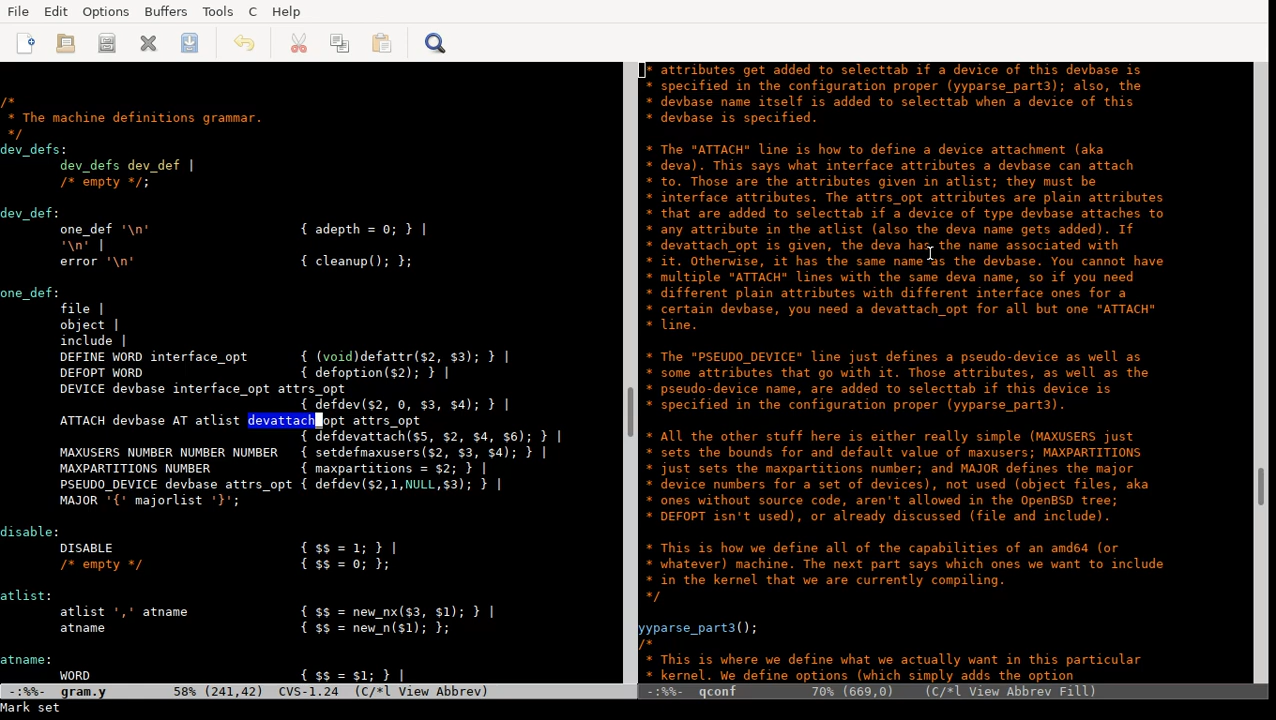 File Edit Options Buffers Tools C Help
/*
 * The machine definitions grammar.
 */
dev_defs:
        dev_defs dev_def |
        /* empty */;
dev_def:
        one_def '\n'                    { adepth = 0; } |
        '\n' |
        error '\n'                      { cleanup(); };
one_def:
        file |
        object |
        include |
        DEFINE WORD interface_opt       { (void)defattr($2, $3); } |
        DEFOPT WORD                     { defoption($2); } |
        DEVICE devbase interface_opt attrs_opt
                                        { defdev($2, 0, $3, $4); } |
        ATTACH devbase AT atlist devattach_opt attrs_opt
                                        { defdevattach($5, $2, $4, $6); } |
        MAXUSERS NUMBER NUMBER NUMBER   { setdefmaxusers($2, $3, $4); } |
        MAXPARTITIONS NUMBER            { maxpartitions = $2; } |
        PSEUDO_DEVICE devbase attrs_opt { defdev($2,1,NULL,$3); } |
        MAJOR '{' majorlist '}';
disable:
        DISABLE                         { $$ = 1; } |
        /* empty */                     { $$ = 0; };
atlist:
        atlist ',' atname               { $$ = new_nx($3, $1); } |
        atname                          { $$ = new_n($1); };
atname:
        WORD                            { $$ = $1; } |
-:%%-  gram.y         58% (241,42)   CVS-1.24  (C/*l View Abbrev)
 * attributes get added to selecttab if a device of this devbase is
 * specified in the configuration proper (yyparse_part3); also, the
 * devbase name itself is added to selecttab when a device of this
 * devbase is specified.
 * The "ATTACH" line is how to define a device attachment (aka
 * deva). This says what interface attributes a devbase can attach
 * to. Those are the attributes given in atlist; they must be
 * interface attributes. The attrs_opt attributes are plain attributes
 * that are added to selecttab if a device of type devbase attaches to
 * any attribute in the atlist (also the deva name gets added). If
 * devattach_opt is given, the deva has the name associated with
 * it. Otherwise, it has the same name as the devbase. You cannot have
 * multiple "ATTACH" lines with the same deva name, so if you need
 * different plain attributes with different interface ones for a
 * certain devbase, you need a devattach_opt for all but one "ATTACH"
 * line.
 * The "PSEUDO_DEVICE" line just defines a pseudo-device as well as
 * some attributes that go with it. Those attributes, as well as the
 * pseudo-device name, are added to selecttab if this device is
 * specified in the configuration proper (yyparse_part3).
 * All the other stuff here is either really simple (MAXUSERS just
 * sets the bounds for and default value of maxusers; MAXPARTITIONS
 * just sets the maxpartitions number; and MAJOR defines the major
 * device numbers for a set of devices), not used (object files, aka
 * ones without source code, aren't allowed in the OpenBSD tree;
 * DEFOPT isn't used), or already discussed (file and include).
 * This is how we define all of the capabilities of an amd64 (or
 * whatever) machine. The next part says which ones we want to include
 * in the kernel that we are currently compiling.
 */
yyparse_part3();
/*
 * This is where we define what we actually want in this particular
 * kernel. We define options (which simply adds the option
-:%%-  qconf          70% (669,0)    (C/*l View Abbrev Fill)
Mark set